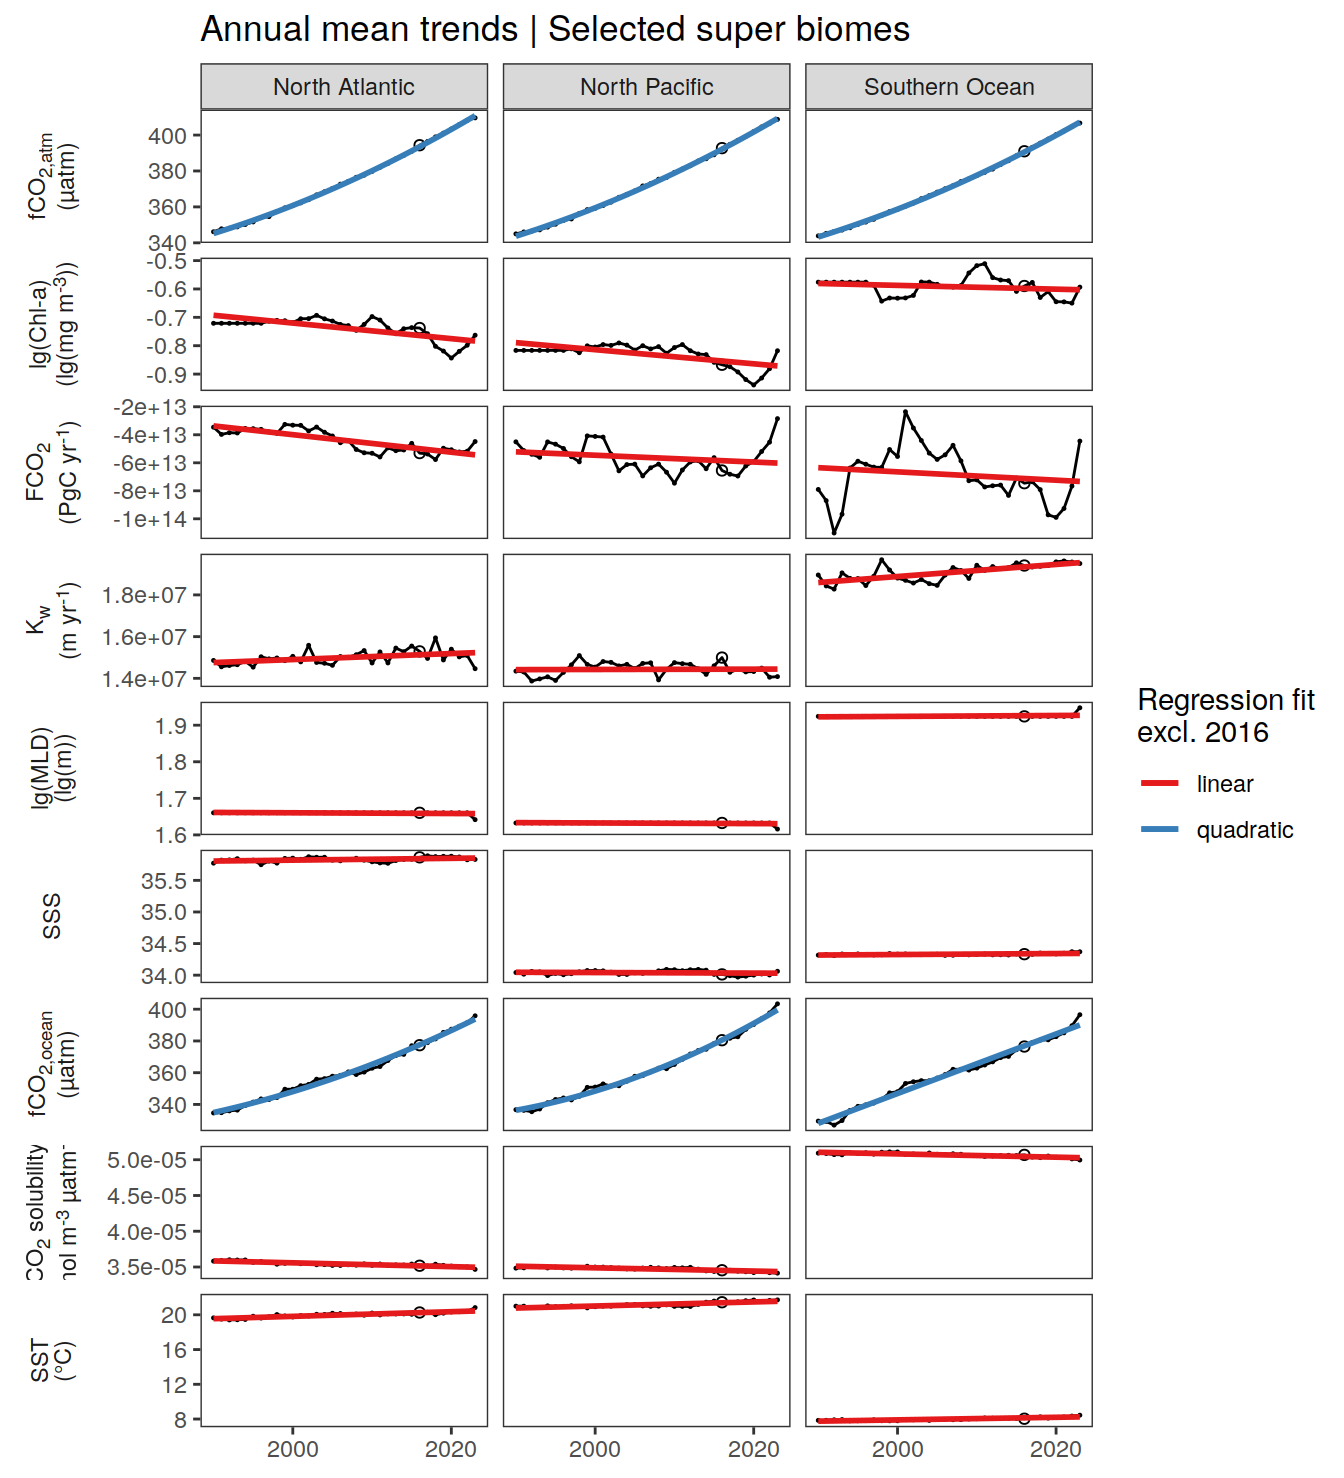 Annual mean trends | Selected super biomes
North Atlantic
North Pacific
Southern Ocean
fCO2,atm
(µatm)
400
380
360
340
lg(Chl-a)
(lg(mg m-3))
-0.5
-0.6
-0.7
-0.8
-0.9
FCO2
(PgC yr-1)
-2e+13
-4e+13
-6e+13
-8e+13
-1e+14
Kw
(m yr-1)
1.8e+07
1.6e+07
1.4e+07
lg(MLD)
(lg(m))
1.9
1.8
1.7
1.6
SSS
35.5
35.0
34.5
34.0
fCO2,ocean
(µatm)
400
380
360
340
CO2 solubility
m-3 µatm-
5.0e-05
4.5e-05
4.0e-05
3.5e-05
SST
(°C)
20
16
12
8
2000
2020
2000
2020
2000
2020
Regression fit
excl. 2016
linear
quadratic